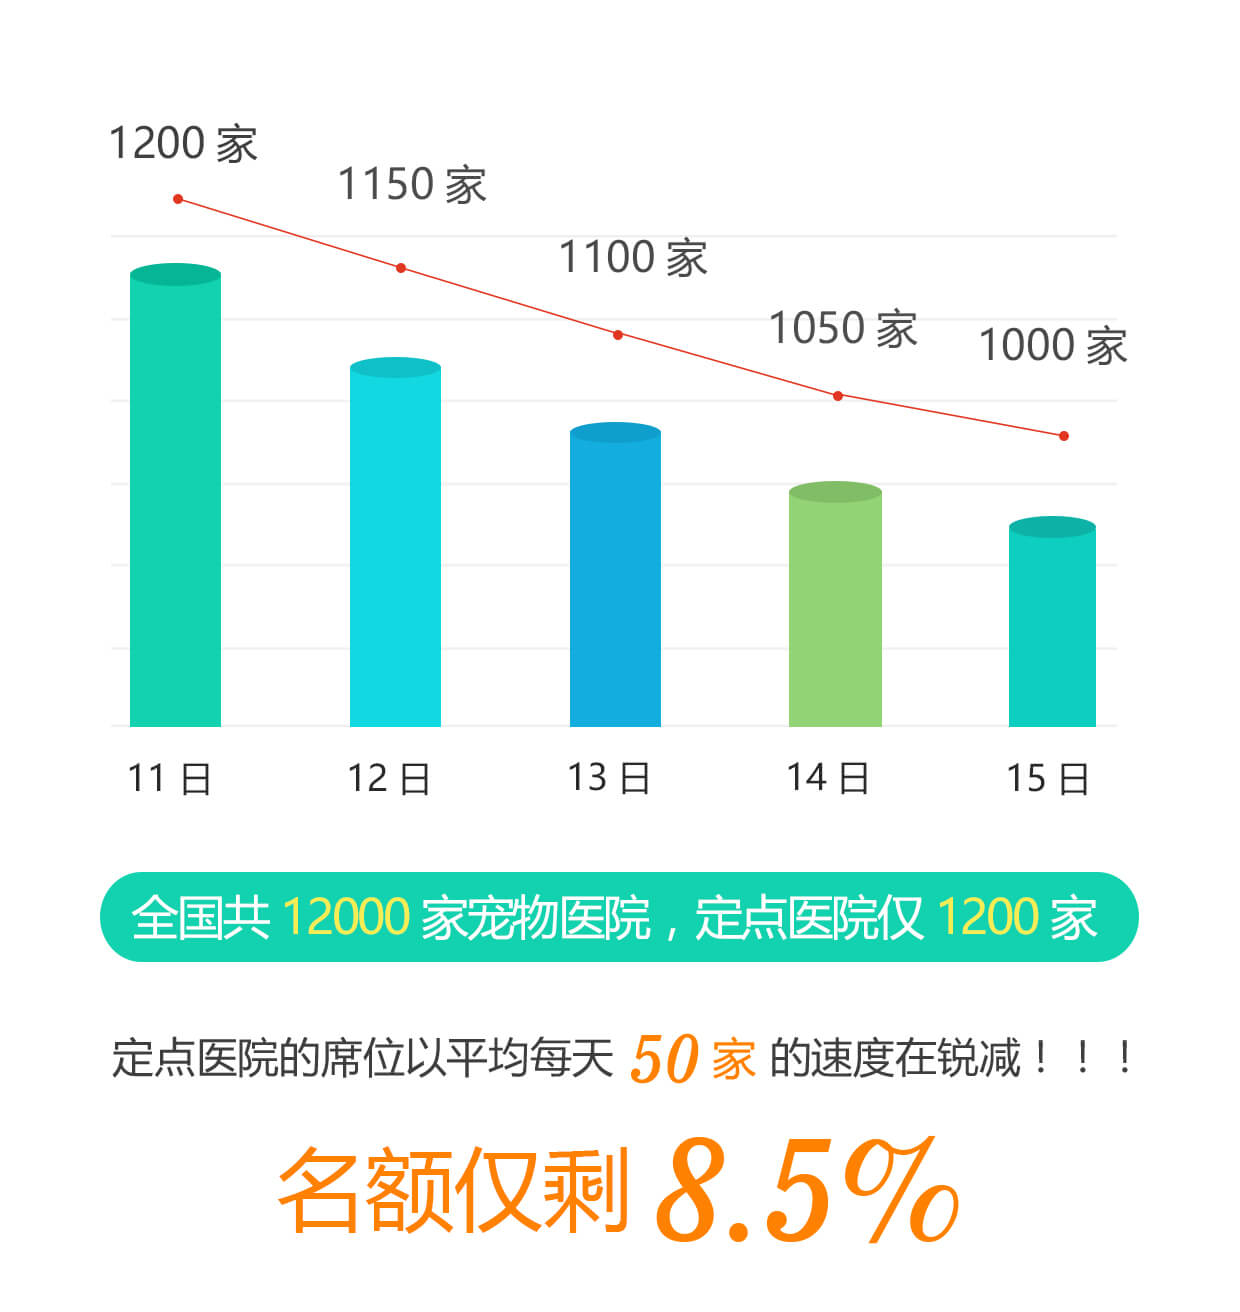 1200 家
1150 家
1100 家
1050 家
1000 家
11 日
12 日
13 日
14 日
15 日
全国共 12000 家宠物医院，定点医院仅 1200 家
定点医院的席位以平均每天 50 家 的速度在锐减！！！
名额仅剩 8.5%